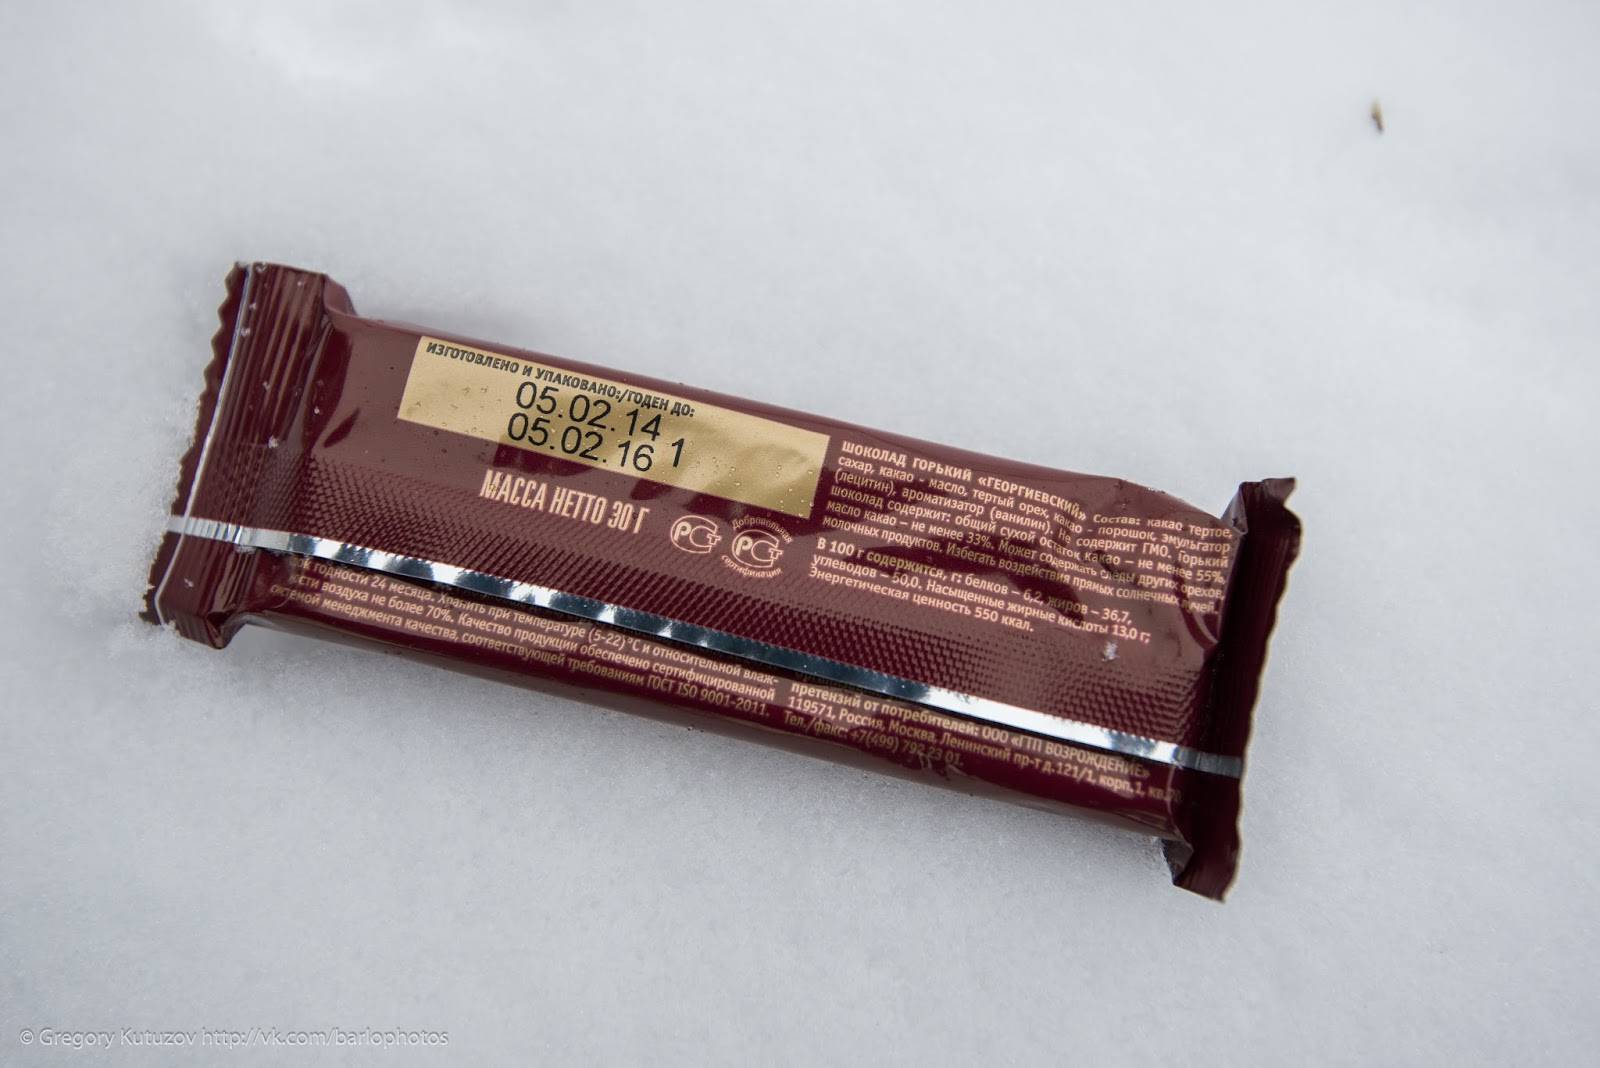 ИЗГОТОВЛЕНО И УПАКОВАНО:/ГОДЕН ДО:
05.02.14
05.02.16 1
МАССА НЕТТО 30 Г
РСТ
Добровольная
РСТ
сертификация
ШОКОЛАД ГОРЬКИЙ «ГЕОРГИЕВСКИЙ» Состав: какао тертое,
сахар, какао - масло, тертый орех, какао - порошок, эмульгатор
(лецитин), ароматизатор (ванилин). Не содержит ГМО. Горький
шоколад содержит: общий сухой остаток какао – не менее 55%,
масло какао – не менее 33%. Может содержать следы других орехов,
молочных продуктов. Избегать воздействия прямых солнечных лучей.
В 100 г содержится, г: белков – 6,2, жиров – 36,7,
углеводов – 50,0. Насыщенные жирные кислоты 13,0 г;
Энергетическая ценность 550 ккал.
годности 24 месяца. Хранить при температуре (5-22) °С и относительной влаж-
ности воздуха не более 70%. Качество продукции обеспечено сертифицированной
системой менеджмента качества, соответствующей требованиям ГОСТ ISO 9001-2011.
претензий от потребителей: ООО «ГТП ВОЗРОЖДЕНИЕ»
119571, Россия, Москва, Ленинский пр-т д.121/1, корп.1, кв.
Тел./факс: +7(499) 792 23 01.
© Gregory Kutuzov http://vk.com/barlophotos